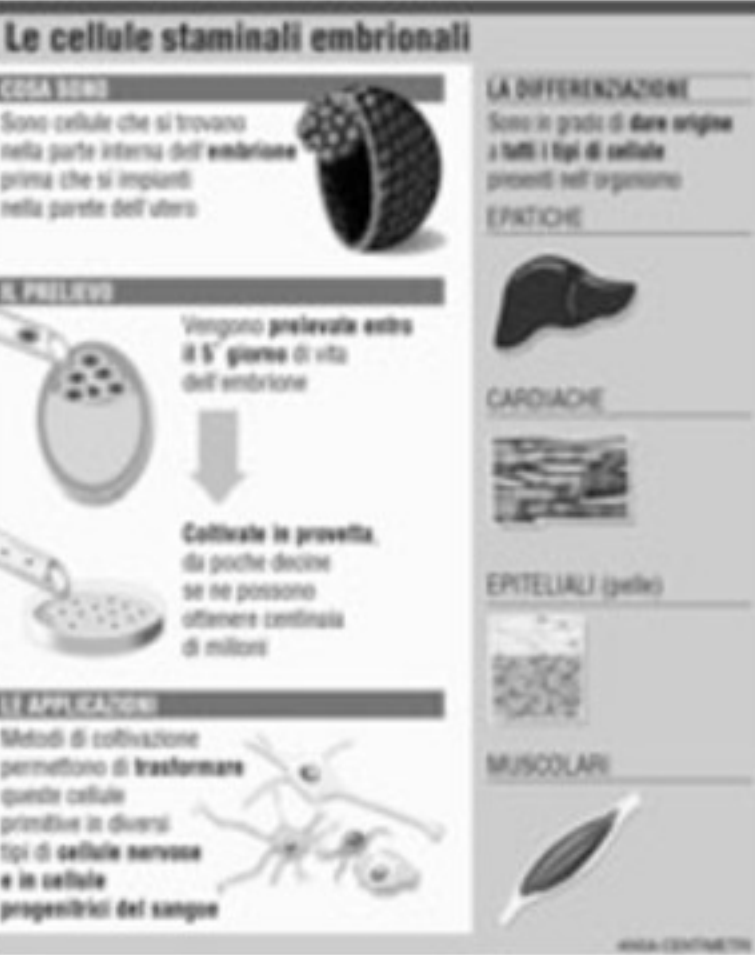 Le cellule staminali embrionali
COSA SONO
Sono cellule che si trovano
nella parte interna dell'embrione
prima che si impianti
nella parete dell'utero
IL PRELIEVO
Vengono prelevate entro
il 5° giorno di vita
dell'embrione
Coltivate in provetta,
da poche decine
se ne possono
ottenere centinaia
di milioni
LE APPLICAZIONI
Metodi di coltivazione
permettono di trasformare
queste cellule
primitive in diversi
tipi di cellule nervose
e in cellule
progenitrici del sangue
LA DIFFERENZIAZIONE
Sono in grado di dare origine
a tutti i tipi di cellule
presenti nell'organismo
EPATICHE
CARDIACHE
EPITELIALI (pelle)
MUSCOLARI
ANSA-CENTIMETRI